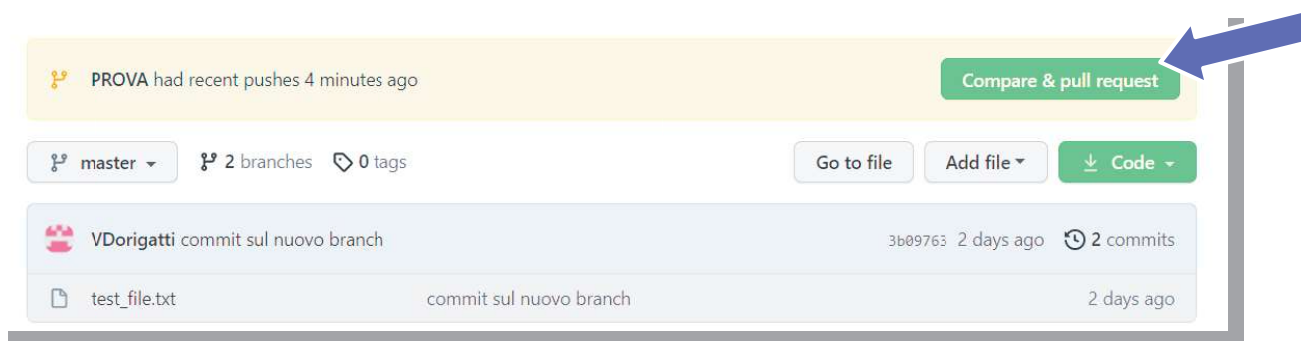 PROVA had recent pushes 4 minutes ago Compare & pull request
master 2 branches 0 tags Go to file Add file Code
VDorigatti commit sul nuovo branch 3b09763 2 days ago 2 commits
test_file.txt commit sul nuovo branch 2 days ago